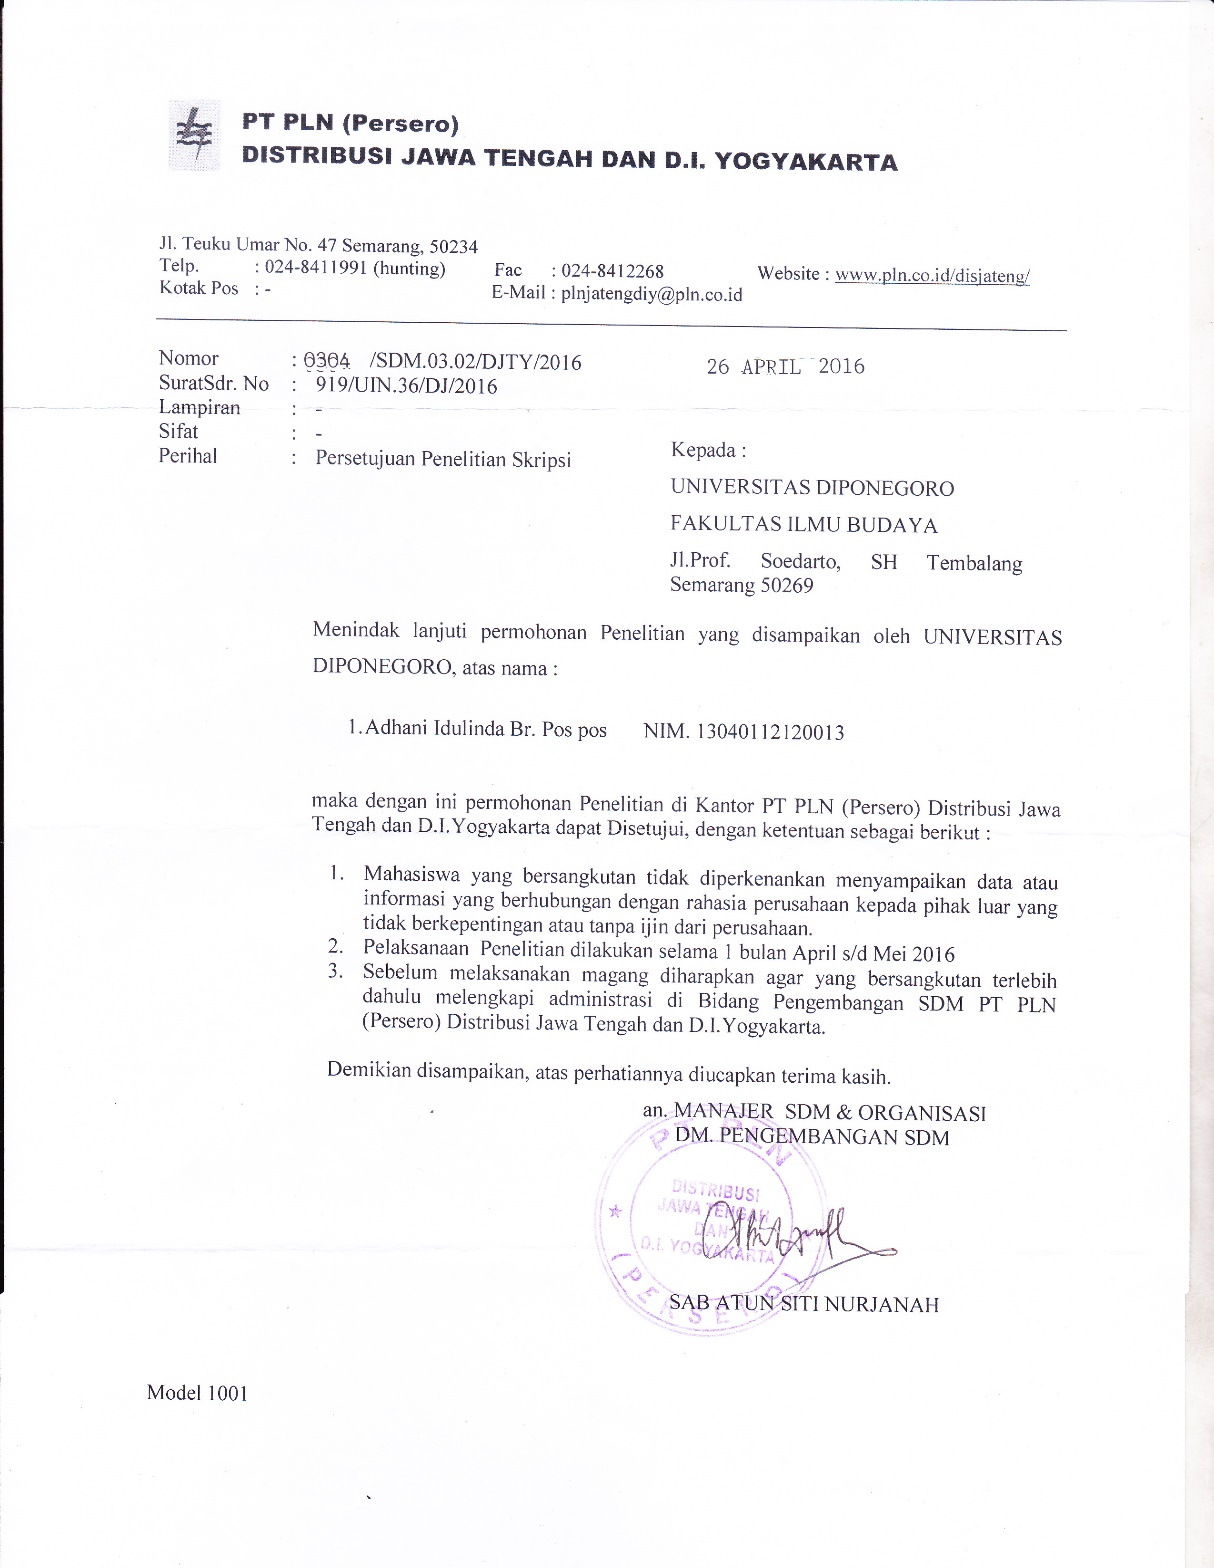 PT PLN (Persero)
DISTRIBUSI JAWA TENGAH DAN D.I. YOGYAKARTA
Jl. Teuku Umar No. 47 Semarang, 50234
Telp. : 024-8411991 (hunting) Fac : 024-8412268 Website : www.pln.co.id/disjateng/
Kotak Pos : - E-Mail : plnjatengdiy@pln.co.id
Nomor : 0304 /SDM.03.02/DJTY/2016 26 APRIL 2016
SuratSdr. No : 919/UIN.36/DJ/2016
Lampiran : -
Sifat : -
Perihal : Persetujuan Penelitian Skripsi
Kepada :
UNIVERSITAS DIPONEGORO
FAKULTAS ILMU BUDAYA
Jl.Prof. Soedarto, SH Tembalang
Semarang 50269
Menindak lanjuti permohonan Penelitian yang disampaikan oleh UNIVERSITAS
DIPONEGORO, atas nama :
1.Adhani Idulinda Br. Pos pos NIM. 13040112120013
maka dengan ini permohonan Penelitian di Kantor PT PLN (Persero) Distribusi Jawa
Tengah dan D.I.Yogyakarta dapat Disetujui, dengan ketentuan sebagai berikut :
1. Mahasiswa yang bersangkutan tidak diperkenankan menyampaikan data atau
informasi yang berhubungan dengan rahasia perusahaan kepada pihak luar yang
tidak berkepentingan atau tanpa ijin dari perusahaan.
2. Pelaksanaan Penelitian dilakukan selama 1 bulan April s/d Mei 2016
3. Sebelum melaksanakan magang diharapkan agar yang bersangkutan terlebih
dahulu melengkapi administrasi di Bidang Pengembangan SDM PT PLN
(Persero) Distribusi Jawa Tengah dan D.I.Yogyakarta.
Demikian disampaikan, atas perhatiannya diucapkan terima kasih.
an. MANAJER SDM & ORGANISASI
DM. PENGEMBANGAN SDM
PT PLN
DISTRIBUSI
JAWA TENGAH
DAN
D.I. YOGYAKARTA
(PERSERO)
SAB ATUN SITI NURJANAH
Model 1001